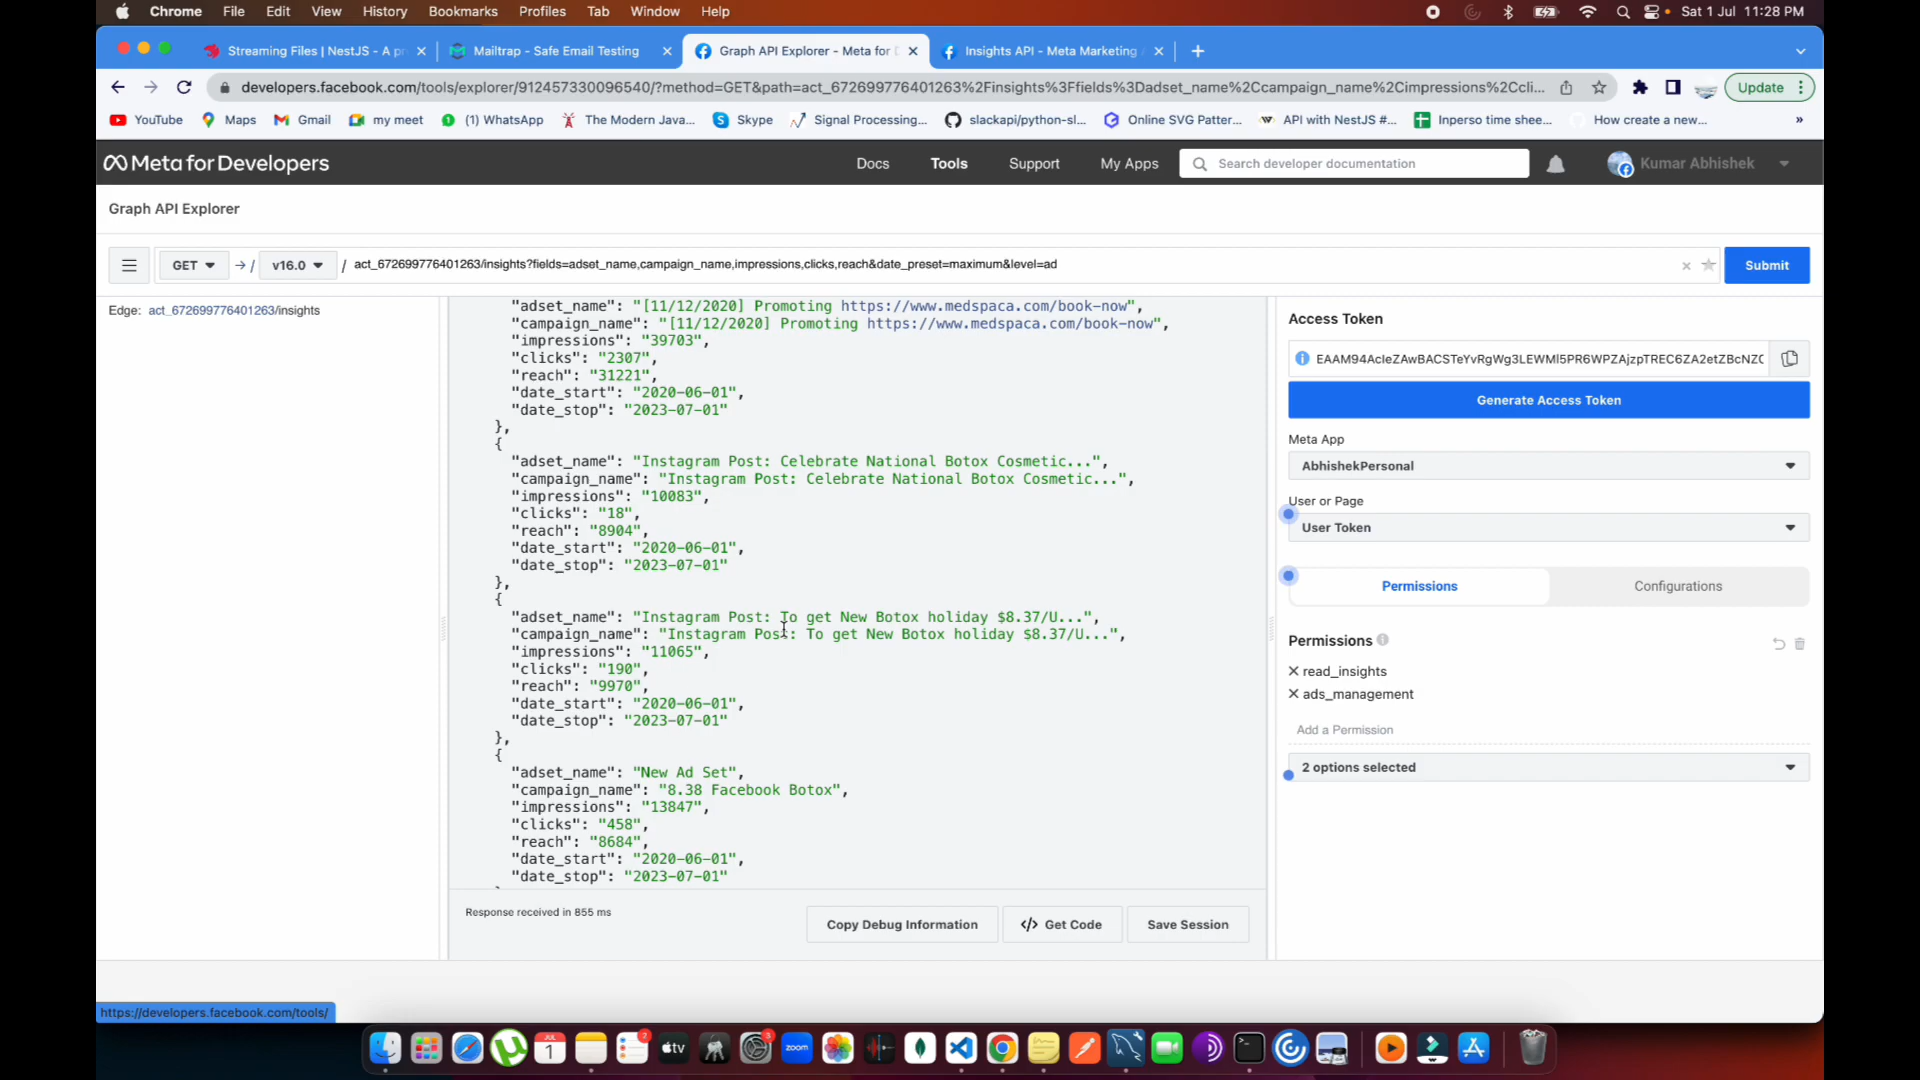 Chrome File Edit View History Bookmarks Profiles Tab Window Help Sat 1 Jul 11:28 PM
Streaming Files | NestJS - A pr Mailtrap - Safe Email Testing Graph API Explorer - Meta for D Insights API - Meta Marketing
developers.facebook.com/tools/explorer/912457330096540/?method=GET&path=act_672699776401263%2Finsights%3Ffields%3Dadset_name%2Ccampaign_name%2Cimpressions%2Ccli... Update
YouTube Maps Gmail my meet (1) WhatsApp The Modern Java... Skype Signal Processing... slackapi/python-sl... Online SVG Patter... API with NestJS #... Inperso time shee... How create a new... »
Meta for Developers Docs Tools Support My Apps Search developer documentation Kumar Abhishek
Graph API Explorer
GET →/ v16.0 / act_672699776401263/insights?fields=adset_name,campaign_name,impressions,clicks,reach&date_preset=maximum&level=ad Submit
Edge: act_672699776401263/insights
"adset_name": "[11/12/2020] Promoting https://www.medspaca.com/book-now",
"campaign_name": "[11/12/2020] Promoting https://www.medspaca.com/book-now",
"impressions": "39703",
"clicks": "2307",
"reach": "31221",
"date_start": "2020-06-01",
"date_stop": "2023-07-01"
},
{
"adset_name": "Instagram Post: Celebrate National Botox Cosmetic...",
"campaign_name": "Instagram Post: Celebrate National Botox Cosmetic...",
"impressions": "10083",
"clicks": "18",
"reach": "8904",
"date_start": "2020-06-01",
"date_stop": "2023-07-01"
},
{
"adset_name": "Instagram Post: To get New Botox holiday $8.37/U...",
"campaign_name": "Instagram Post: To get New Botox holiday $8.37/U...",
"impressions": "11065",
"clicks": "190",
"reach": "9970",
"date_start": "2020-06-01",
"date_stop": "2023-07-01"
},
{
"adset_name": "New Ad Set",
"campaign_name": "8.38 Facebook Botox",
"impressions": "13847",
"clicks": "458",
"reach": "8684",
"date_start": "2020-06-01",
"date_stop": "2023-07-01"
Response received in 855 ms
Copy Debug Information </> Get Code Save Session
Access Token
EAAM94AcIeZAwBACSTeYvRgWg3LEWMl5PR6WPZAjzpTREC6ZA2etZBcNZC
Generate Access Token
Meta App
AbhishekPersonal
User or Page
User Token
Permissions Configurations
Permissions
read_insights
ads_management
Add a Permission
2 options selected
https://developers.facebook.com/tools/
JUL
1
2
tv
3
zoom